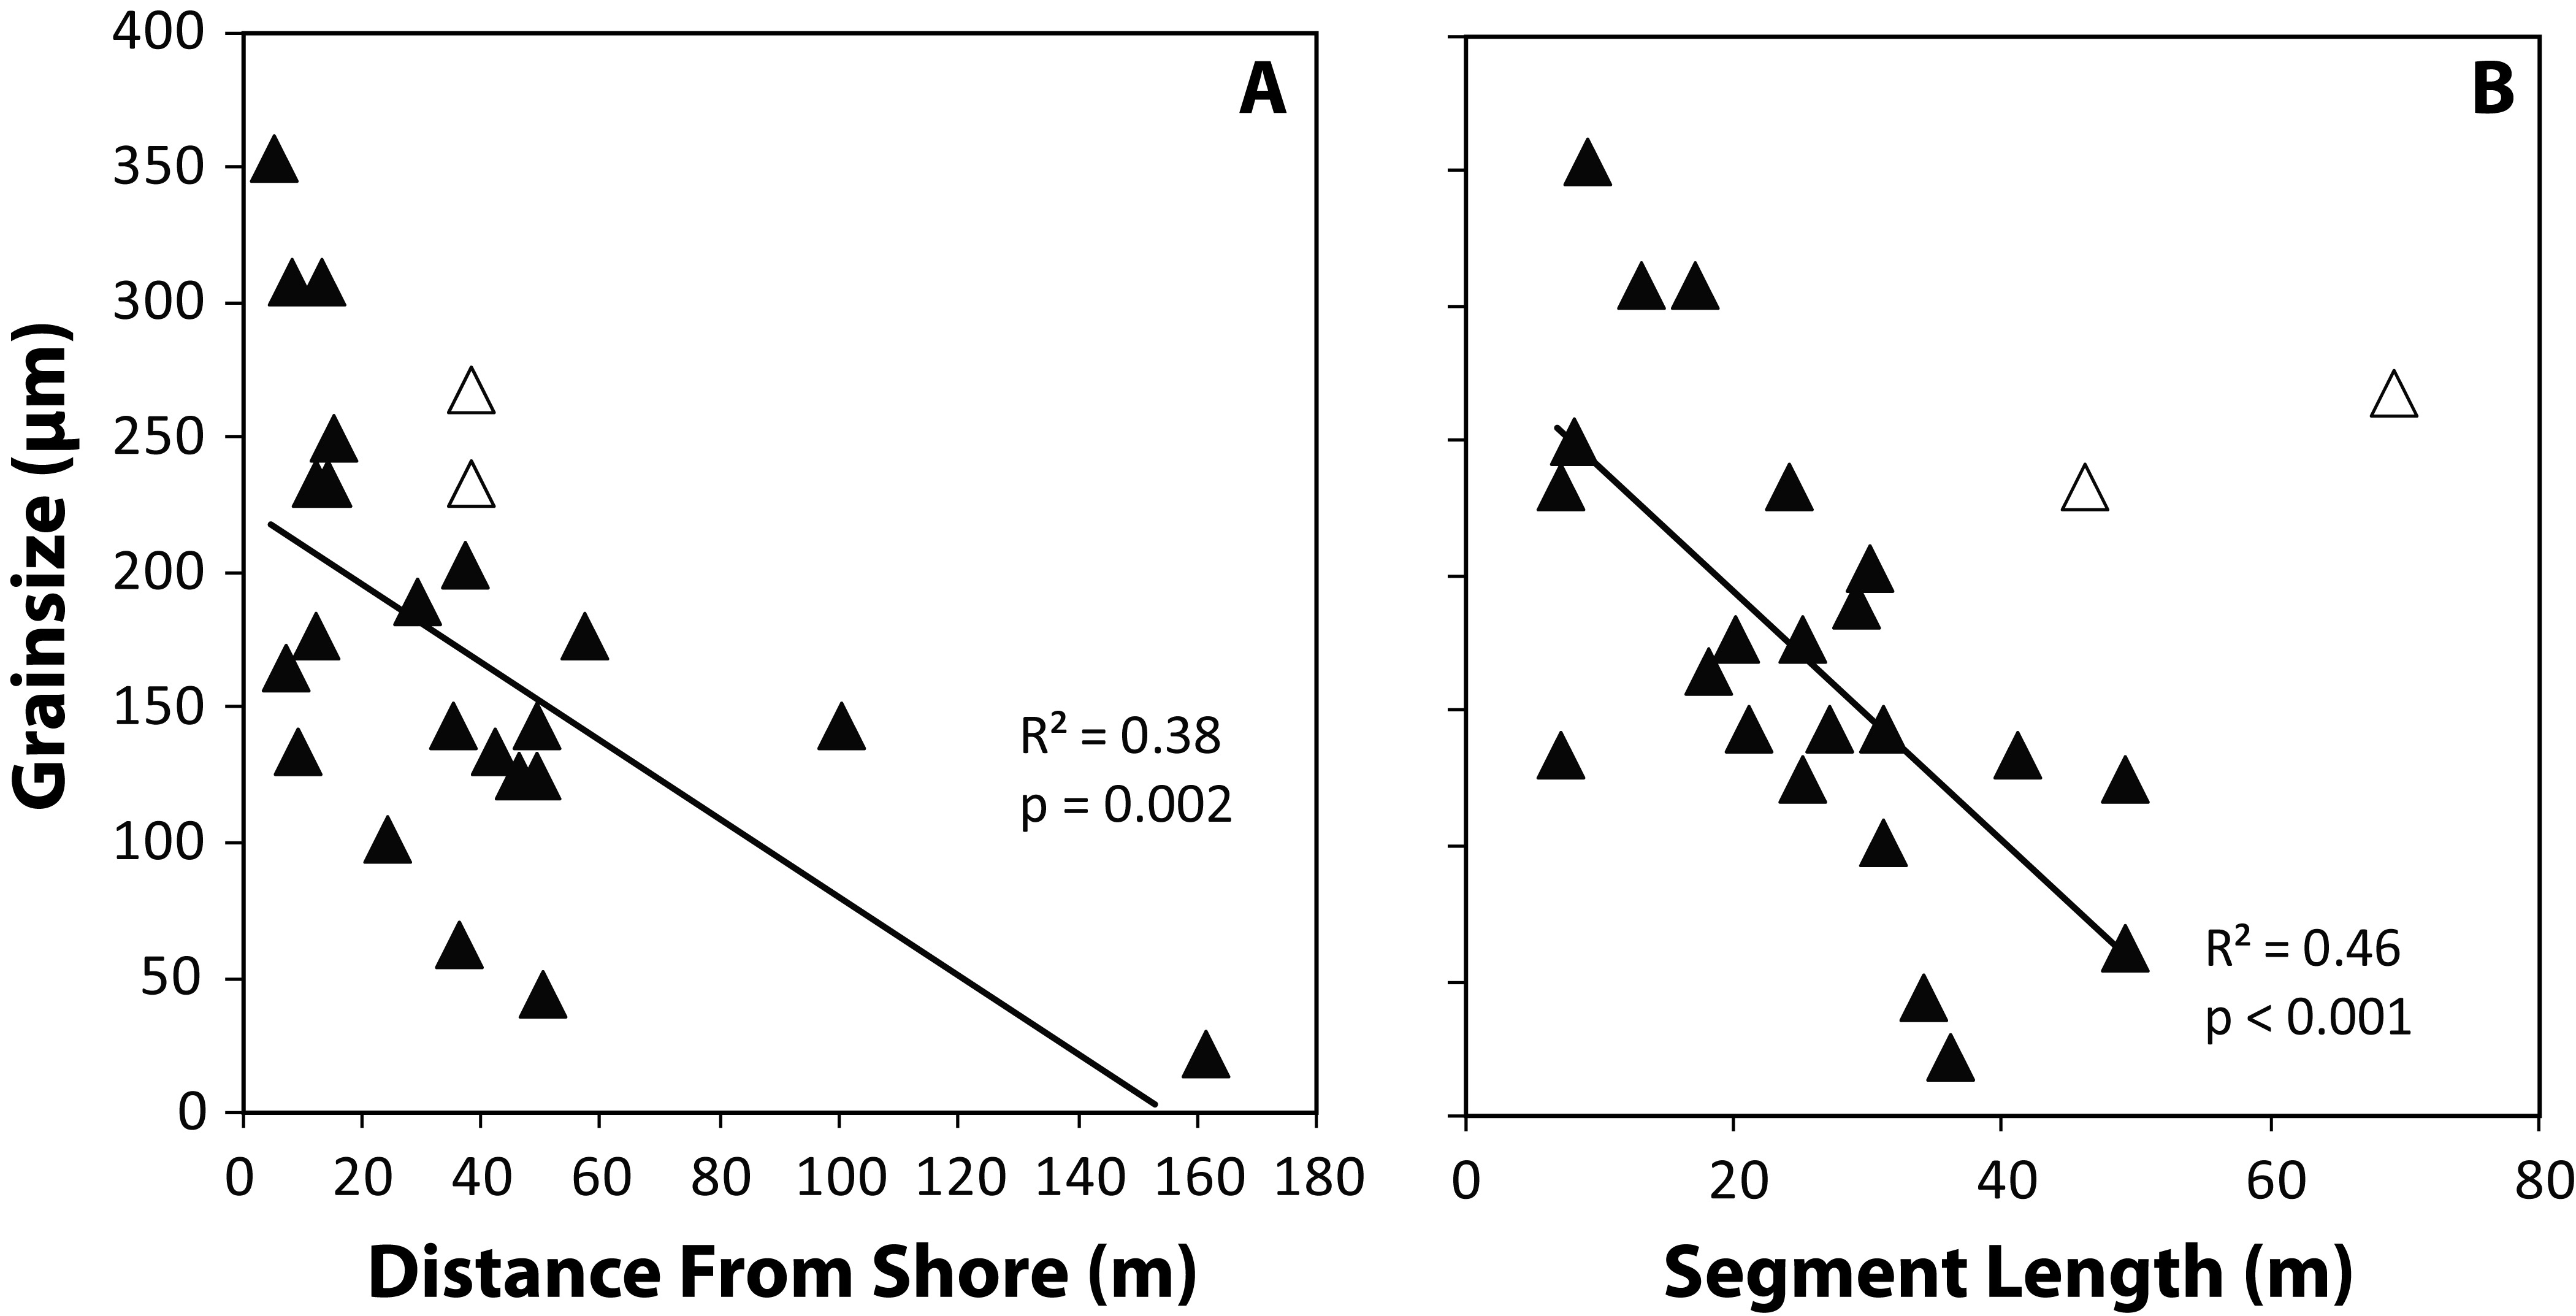 A
B
Grainsize (μm)
400
350
300
250
200
150
100
50
0
R² = 0.38
p = 0.002
R² = 0.46
p < 0.001
0 20 40 60 80 100 120 140 160 180
0 20 40 60 80
Distance From Shore (m)
Segment Length (m)